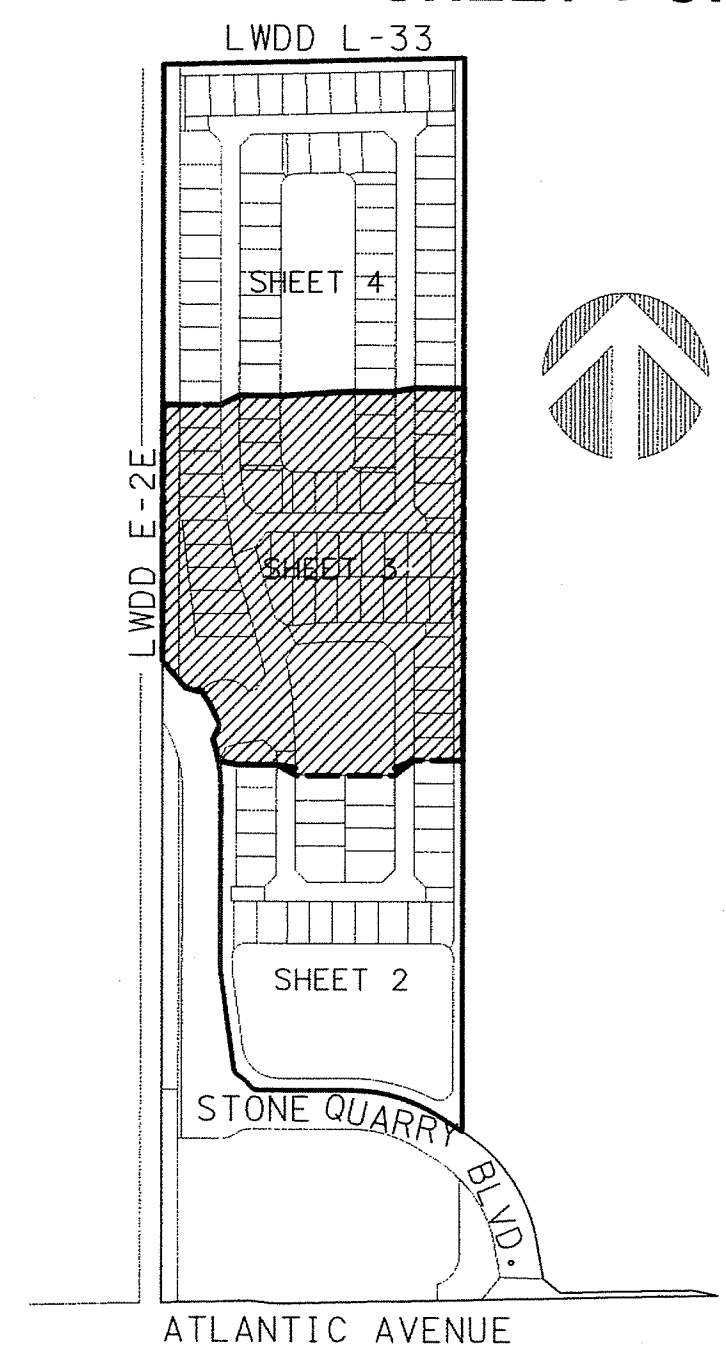 LWDD L-33
SHEET 4
LWDD E-2E
SHEET 3
SHEET 2
STONE QUARRY BLVD.
ATLANTIC AVENUE